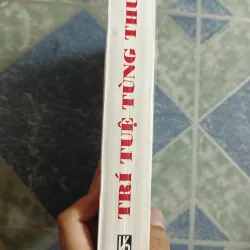 TRÍ TUỆ TÙNG THƯ